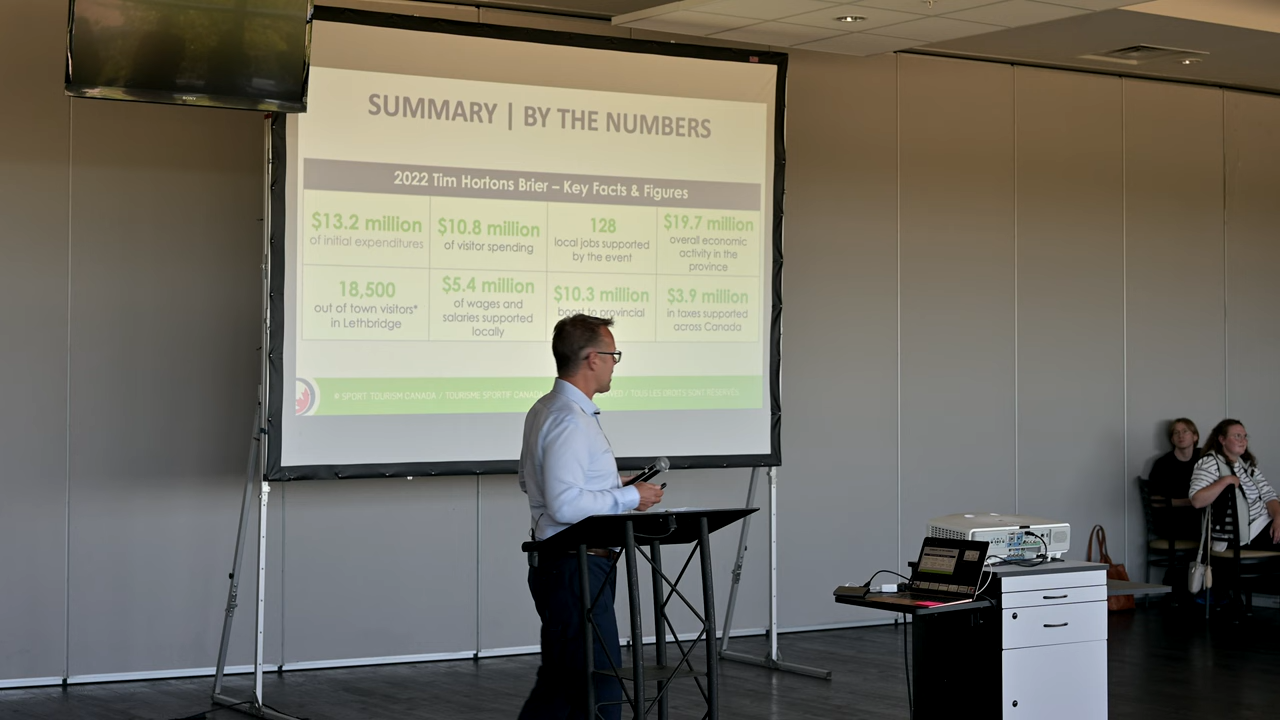 SONY
SUMMARY | BY THE NUMBERS
2022 Tim Hortons Brier – Key Facts & Figures
$13.2 million
of initial expenditures
$10.8 million
of visitor spending
128
local jobs supported
by the event
$19.7 million
overall economic
activity in the
province
18,500
out of town visitors*
in Lethbridge
$5.4 million
of wages and
salaries supported
locally
$10.3 million
boost to provincial
$3.9 million
in taxes supported
across Canada
SPORT TOURISM CANADA / TOURISME SPORTIF CANADA / TOUS LES DROITS SONT RESERVES